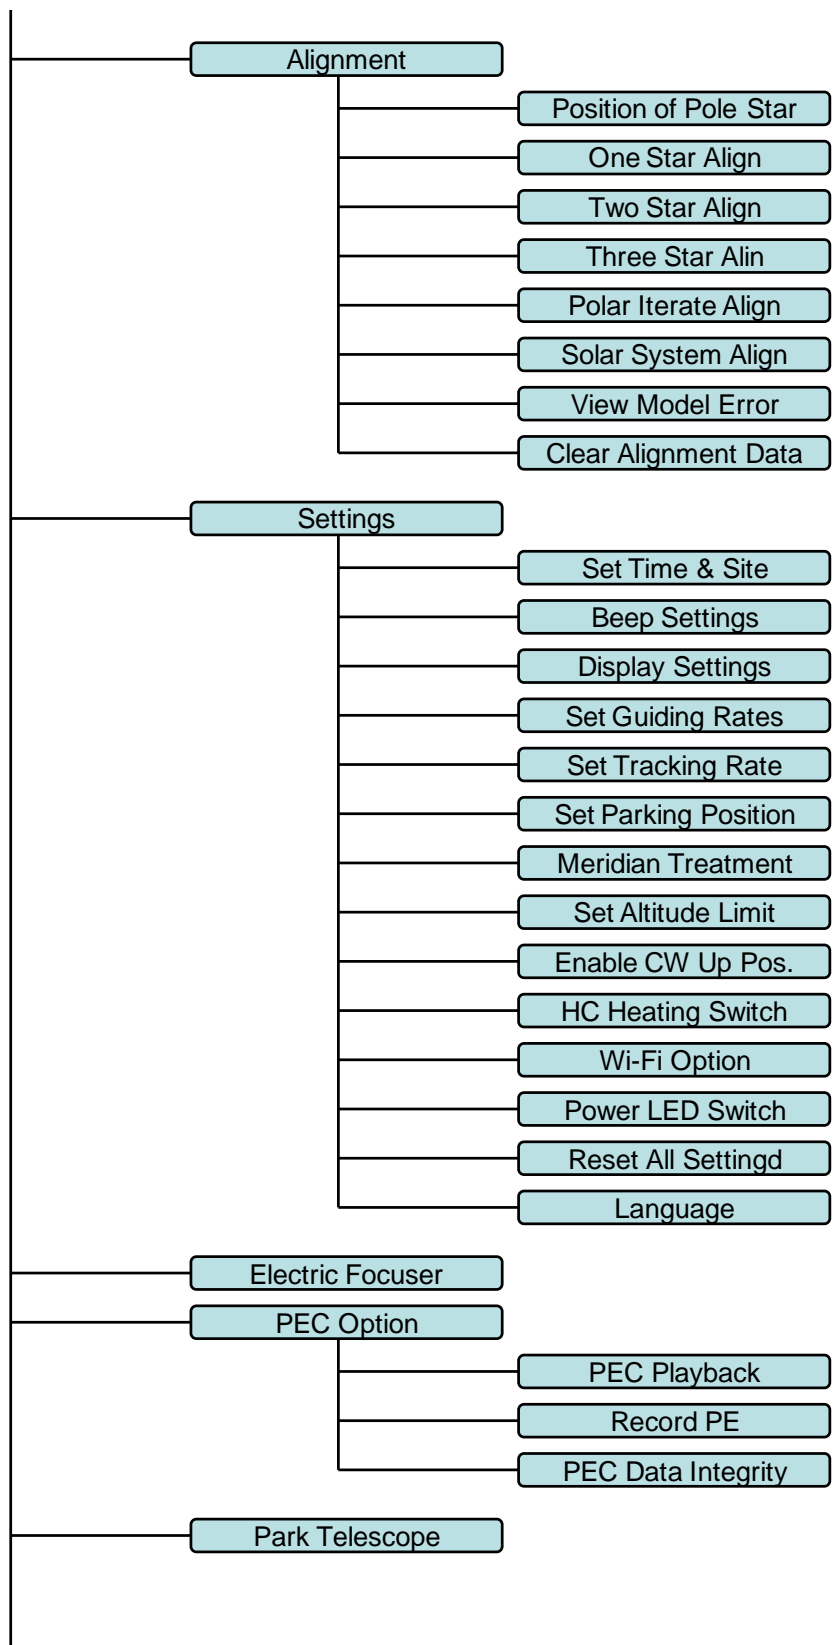 Alignment
Position of Pole Star
One Star Align
Two Star Align
Three Star Alin
Polar Iterate Align
Solar System Align
View Model Error
Clear Alignment Data
Settings
Set Time & Site
Beep Settings
Display Settings
Set Guiding Rates
Set Tracking Rate
Set Parking Position
Meridian Treatment
Set Altitude Limit
Enable CW Up Pos.
HC Heating Switch
Wi-Fi Option
Power LED Switch
Reset All Settingd
Language
Electric Focuser
PEC Option
PEC Playback
Record PE
PEC Data Integrity
Park Telescope